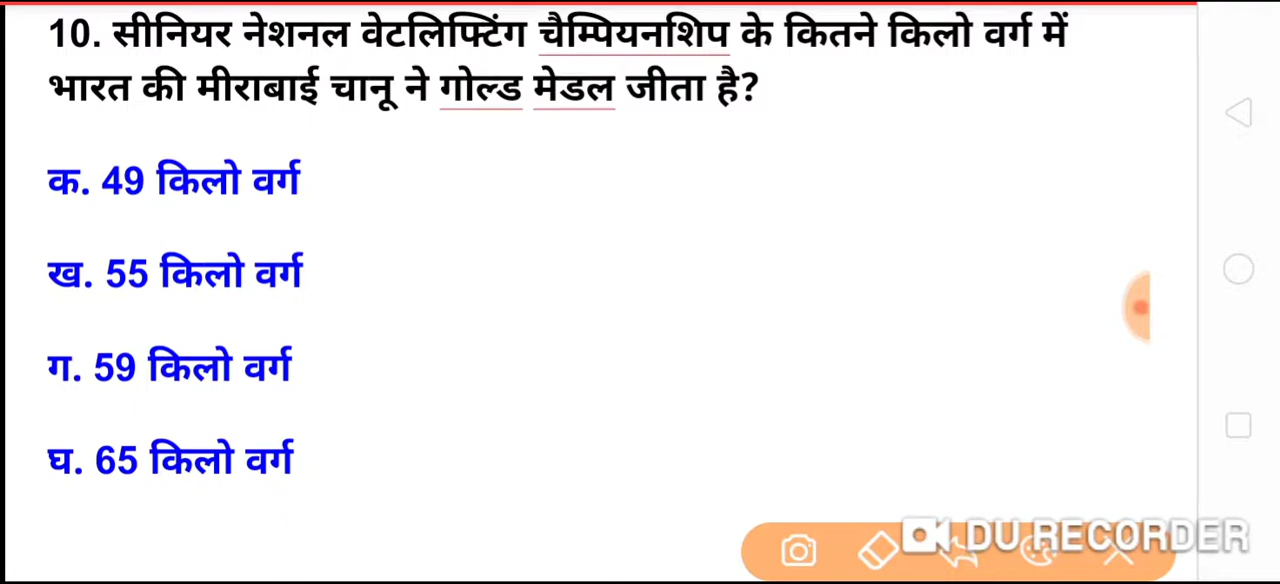 10. सीनियर नेशनल वेटलिफ्टिंग चैम्पियनशिप के कितने किलो वर्ग में
भारत की मीराबाई चानू ने गोल्ड मेडल जीता है?
क. 49 किलो वर्ग
ख. 55 किलो वर्ग
ग. 59 किलो वर्ग
घ. 65 किलो वर्ग
DU RECORDER